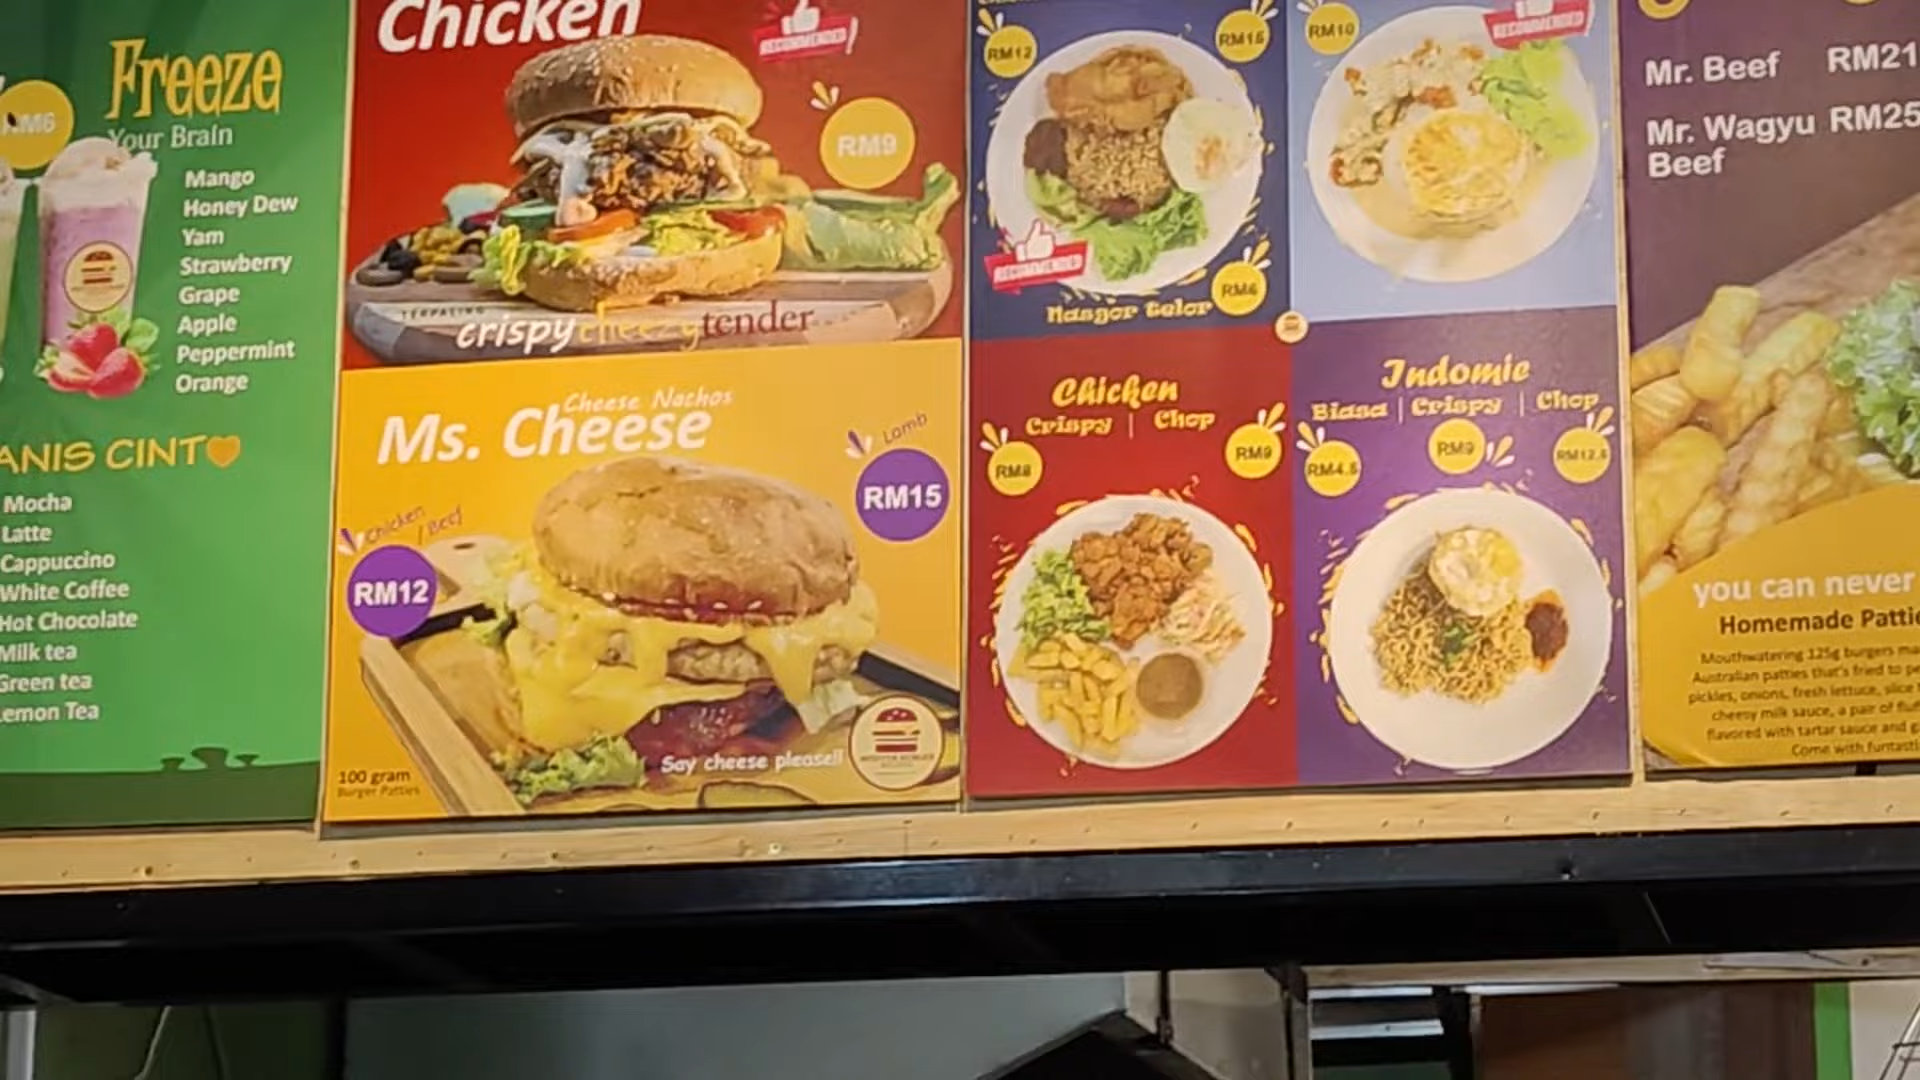 Freeze
Your Brain
RM6
Mango
Honey Dew
Yam
Strawberry
Grape
Apple
Peppermint
Orange
ANIS CINT
Mocha
Latte
Cappuccino
White Coffee
Hot Chocolate
Milk tea
Green tea
Lemon Tea
Chicken
RECOMMENDED
RM9
crispy cheezy tender
Cheese Nachos
Ms. Cheese
Lamb
RM15
Chicken / Beef
RM12
Say cheese please!!
100 gram
Burger Patties
RM12
RM15
RECOMMENDED
Nasgor Telor
RM6
RM10
RECOMMENDED
Chicken
Crispy | Chop
RM8
RM9
Indomie
Biasa | Crispy | Chop
RM4.5
RM9
RM12.5
Mr. Beef RM21
Mr. Wagyu RM25
Beef
you can never
Homemade Pattie
Mouthwatering 125g burgers ma
Australian patties that's fried to pe
pickles, onions, fresh lettuce, slice
cheesy milk sauce, a pair of fluf
flavored with tartar sauce and g
Come with funtasti